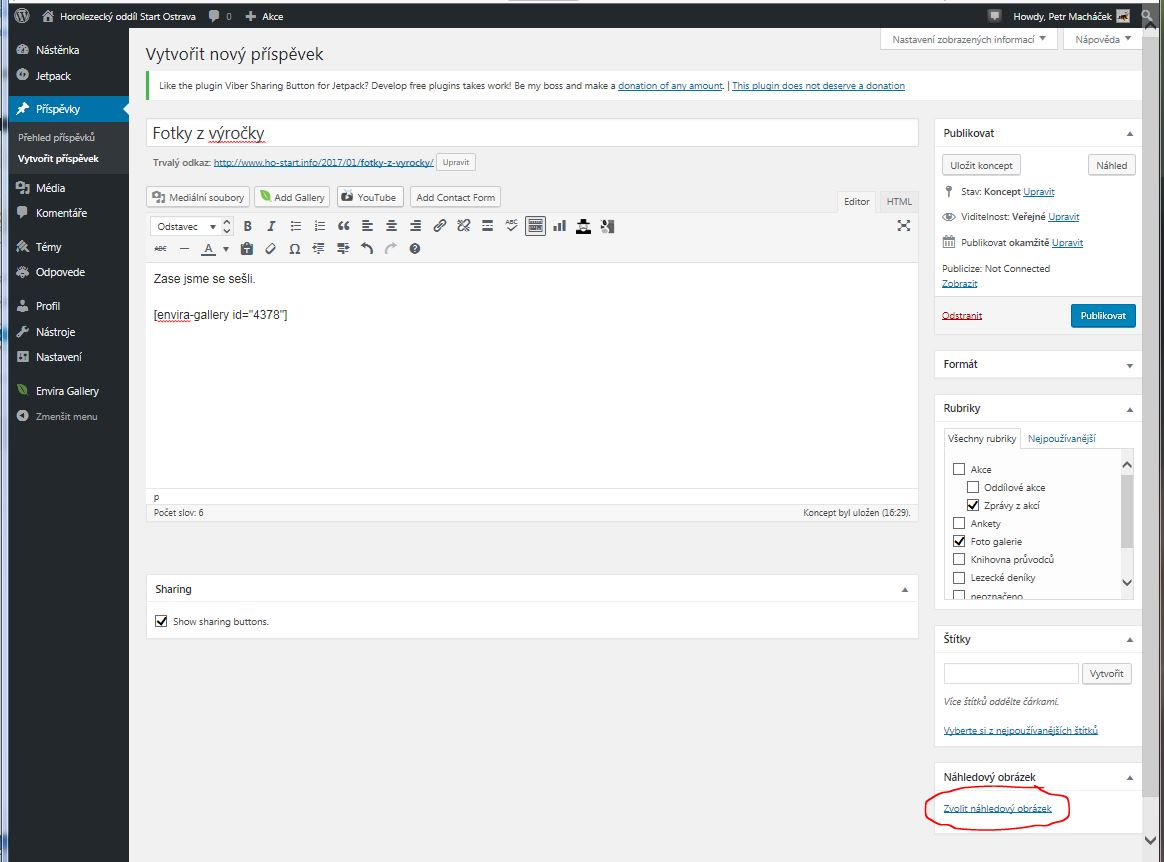 Horolezecký oddíl Start Ostrava 0 Akce Howdy, Petr Macháček
Nástěnka
Jetpack
Příspěvky
Přehled příspěvků
Vytvořit příspěvek
Média
Komentáře
Témy
Odpovede
Profil
Nástroje
Nastavení
Envira Gallery
Zmenšit menu
Nastavení zobrazených informací Nápověda
Vytvořit nový příspěvek
Like the plugin Viber Sharing Button for Jetpack? Develop free plugins takes work! Be my boss and make a donation of any amount. | This plugin does not deserve a donation
Fotky z výročky
Trvalý odkaz: http://www.ho-start.info/2017/01/fotky-z-vyrocky/ Upravit
Mediální soubory Add Gallery YouTube Add Contact Form
Editor HTML
Odstavec B I ABC
ABC A Ω
Zase jsme se sešli.
[envira-gallery id="4378"]
p
Počet slov: 6 Koncept byl uložen (16:29).
Sharing
Show sharing buttons.
Publikovat
Uložit koncept Náhled
Stav: Koncept Upravit
Viditelnost: Veřejné Upravit
Publikovat okamžitě Upravit
Publicize: Not Connected
Zobrazit
Odstranit Publikovat
Formát
Rubriky
Všechny rubriky Nejpoužívanější
Akce
Oddílové akce
Zprávy z akcí
Ankety
Foto galerie
Knihovna průvodců
Lezecké deníky
neoznačeno
Štítky
Vytvořit
Více štítků oddělte čárkami.
Vyberte si z nejpoužívanějších štítků
Náhledový obrázek
Zvolit náhledový obrázek